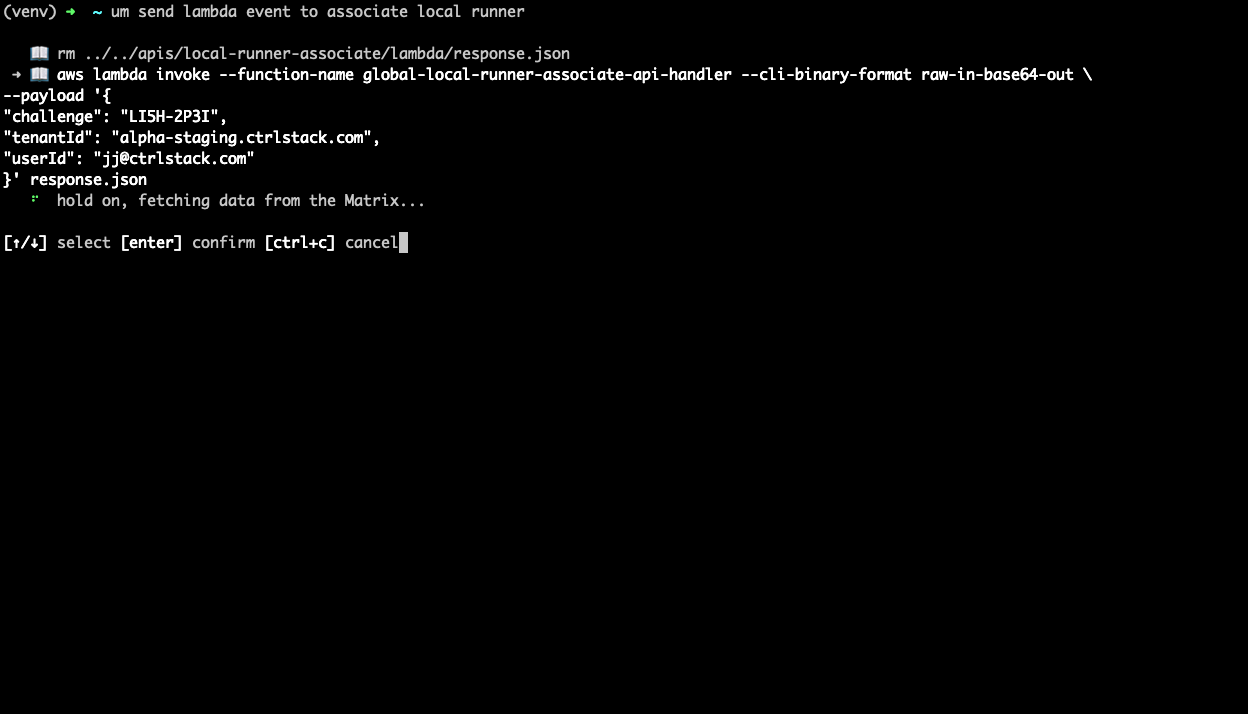 (venv) ➜  ~ um send lambda event to associate local runner
📖 rm ../../apis/local-runner-associate/lambda/response.json
➜ 📖 aws lambda invoke --function-name global-local-runner-associate-api-handler --cli-binary-format raw-in-base64-out \
--payload '{
"challenge": "LI5H-2P3I",
"tenantId": "alpha-staging.ctrlstack.com",
"userId": "jj@ctrlstack.com"
}' response.json
hold on, fetching data from the Matrix...
[↑/↓] select [enter] confirm [ctrl+c] cancel